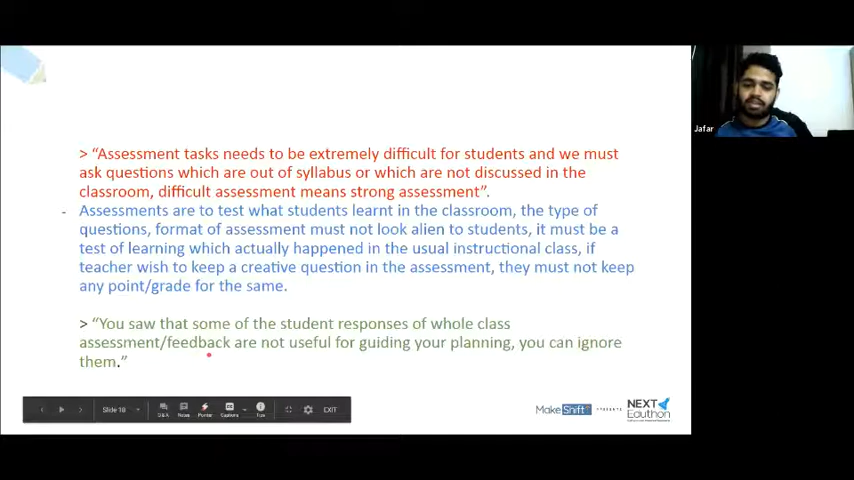 > “Assessment tasks needs to be extremely difficult for students and we must
ask questions which are out of syllabus or which are not discussed in the
classroom, difficult assessment means strong assessment”.
- Assessments are to test what students learnt in the classroom, the type of
questions, format of assessment must not look alien to students, it must be a
test of learning which actually happened in the usual instructional class, if
teacher wish to keep a creative question in the assessment, they must not keep
any point/grade for the same.
> “You saw that some of the student responses of whole class
assessment/feedback are not useful for guiding your planning, you can ignore
them.”
Jafar
Slide 18
Q & A
Notes
Pointer
Captions
Tips
EXIT
MakeShift PRESENTS
NEXT
Eduthon